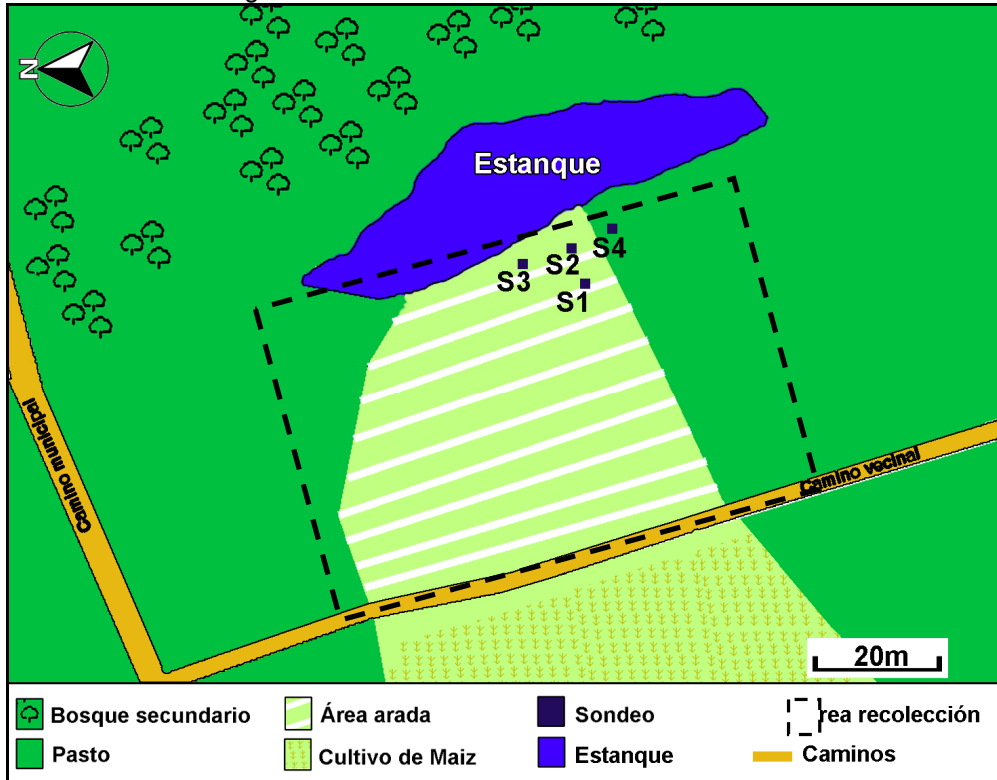 N
Estanque
S4
S2
S3
S1
Camino municipal
Camino vecinal
20m
Bosque secundario
Área arada
Sondeo
rea recolección
Pasto
Cultivo de Maiz
Estanque
Caminos